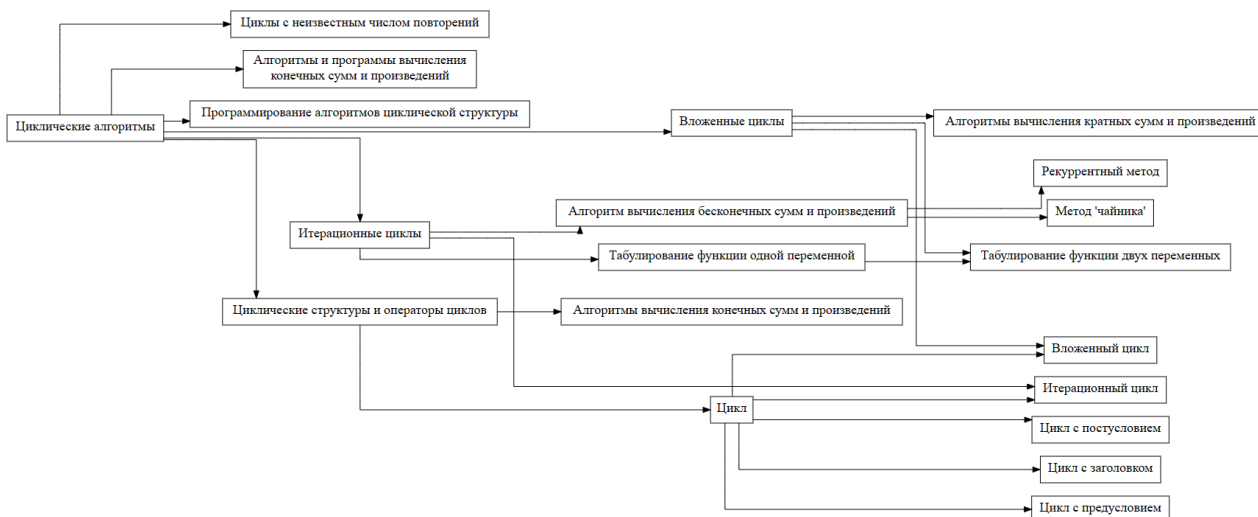 Циклы с неизвестным числом повторений
Алгоритмы и программы вычисления
конечных сумм и произведений
Программирование алгоритмов циклической структуры
Циклические алгоритмы
Вложенные циклы
Алгоритмы вычисления кратных сумм и произведений
Рекуррентный метод
Алгоритм вычисления бесконечных сумм и произведений
Метод 'чайника'
Итерационные циклы
Табулирование функции одной переменной
Табулирование функции двух переменных
Циклические структуры и операторы циклов
Алгоритмы вычисления конечных сумм и произведений
Вложенный цикл
Итерационный цикл
Цикл
Цикл с постусловием
Цикл с заголовком
Цикл с предусловием